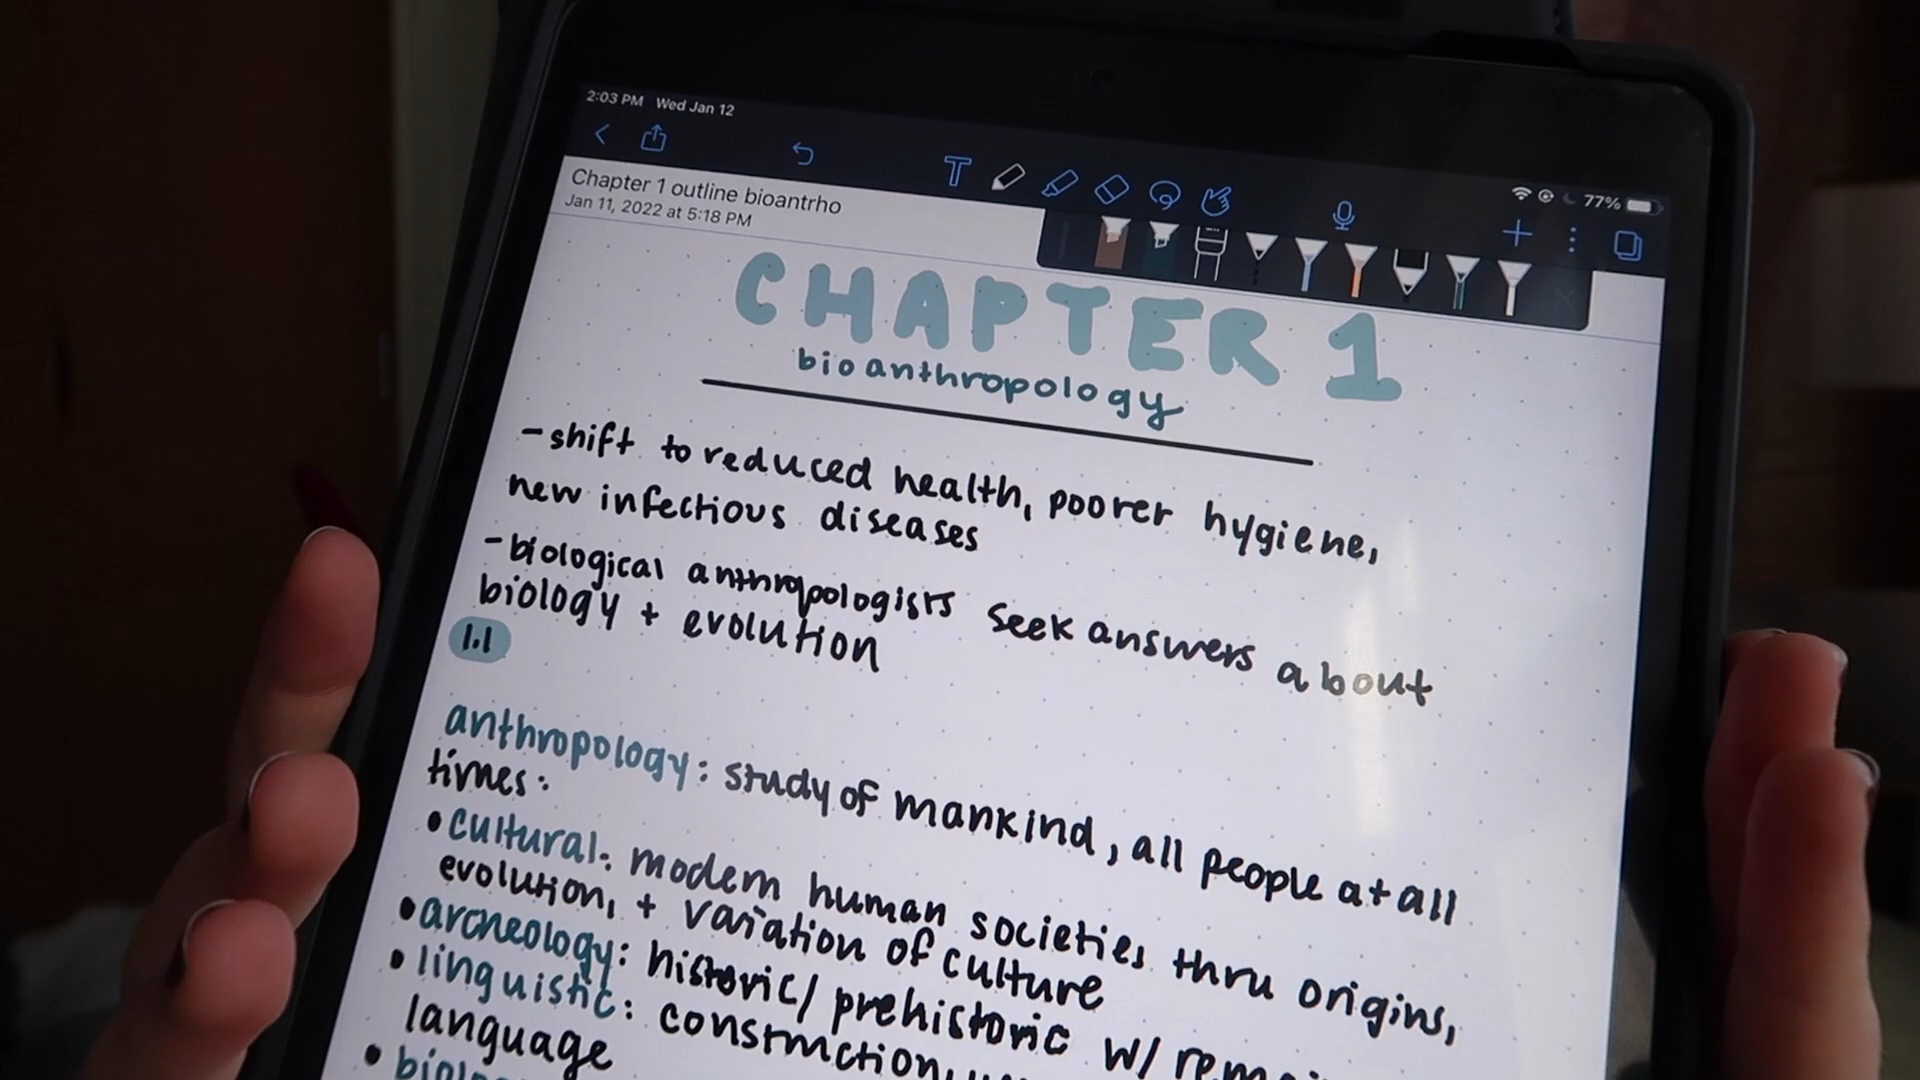 2:03 PM Wed Jan 12
77%
Chapter 1 outline bioantrho
Jan 11, 2022 at 5:18 PM
CHAPTER 1
bioanthropology
- shift to reduced health, poorer hygiene,
new infectious diseases
- biological anthropologists seek answers about
biology + evolution
1.1
anthropology: study of mankind, all people at all
times:
• cultural: modern human societies thru origins,
evolution, + variation of culture
• archeology: historic/prehistoric w/
• linguistic: construction,
language
•